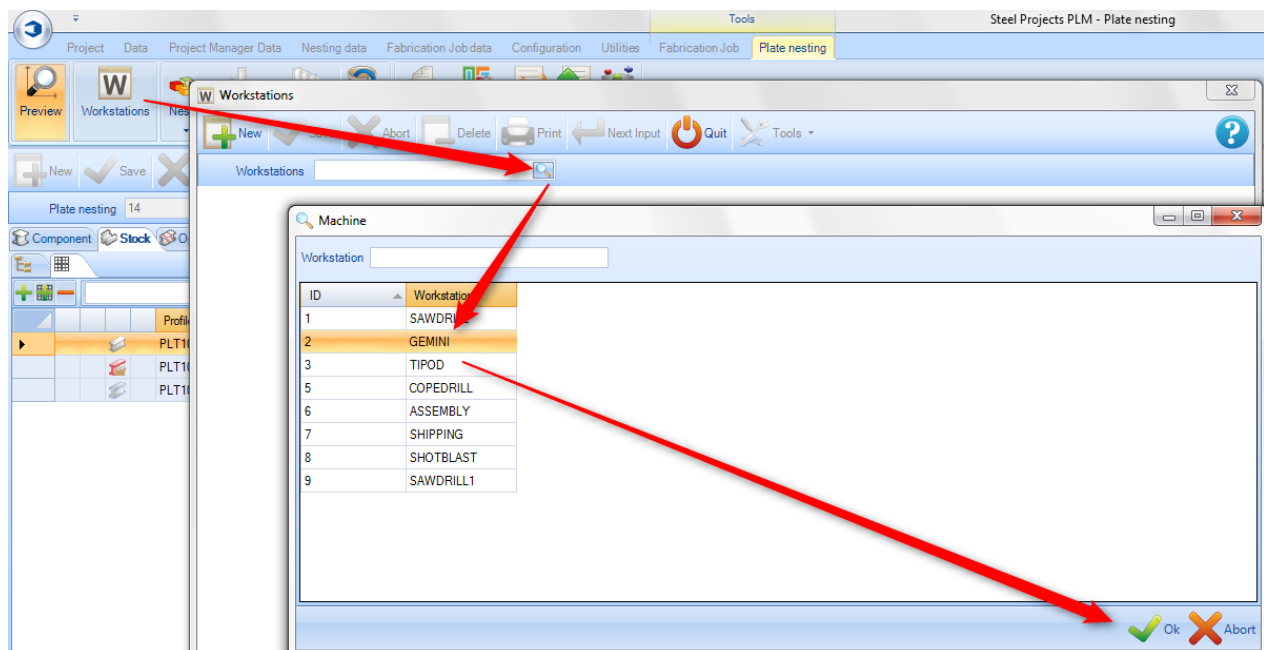 Tools
Steel Projects PLM - Plate nesting
Project Data Project Manager Data Nesting data Fabrication Job data Configuration Utilities Fabrication Job Plate nesting
Preview Workstations
W Workstations
New Abort Delete Print Next Input Quit Tools
New Save
Workstations
Plate nesting 14
Machine
Component Stock
Workstation
ID
1 
2 GEMINI
3 TIPOD
5 COPEDRILL
6 ASSEMBLY
7 SHIPPING
8 SHOTBLAST
9 SAWDRILL1
Ok Abort